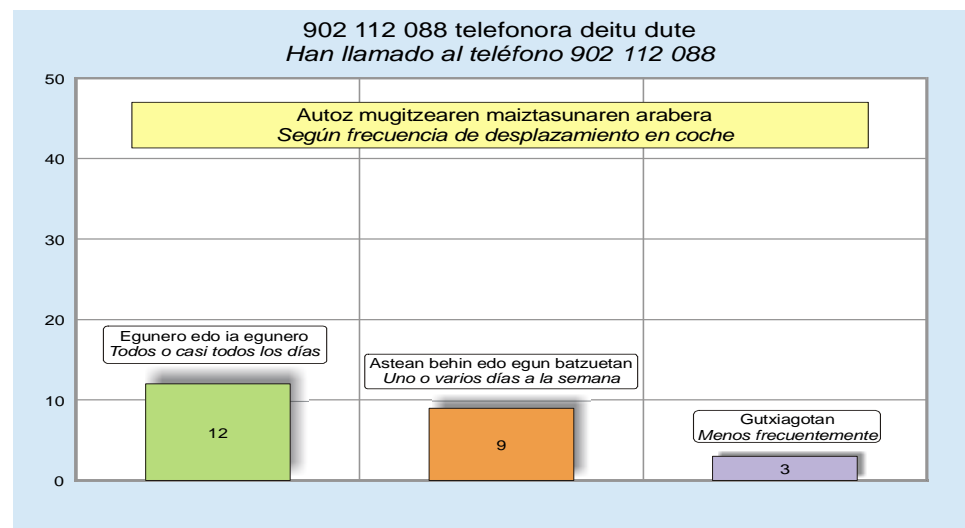 902 112 088 telefonora deitu dute
Han llamado al teléfono 902 112 088
50
Autoz mugitzearen maiztasunaren arabera
Según frecuencia de desplazamiento en coche
40
30
20
Egunero edo ia egunero
Todos o casi todos los días
Astean behin edo egun batzuetan
Uno o varios días a la semana
10
Gutxiagotan
Menos frecuentemente
12
9
3
0